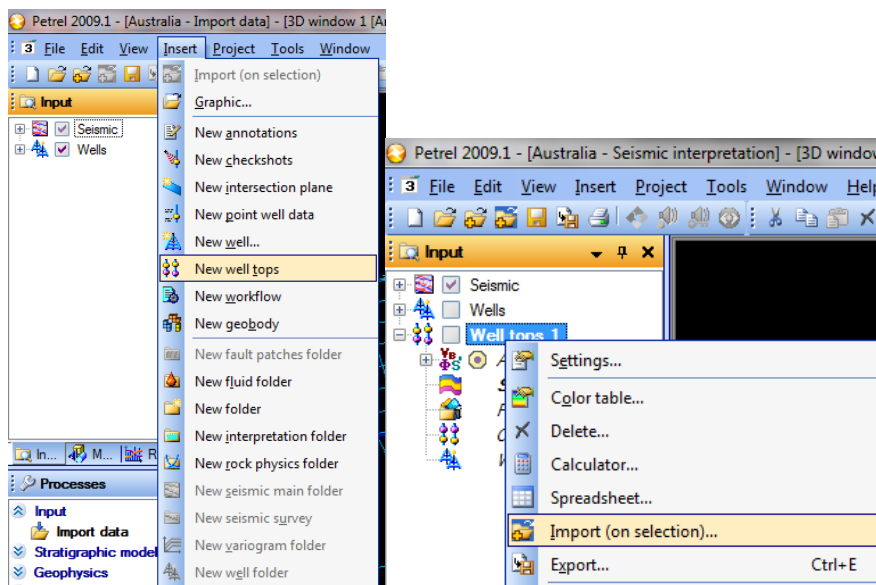 Petrel 2009.1 - [Australia - Import data] - [3D window 1 [A
3 File Edit View Insert Project Tools Window
Input
Seismic
Wells
Import (on selection)
Graphic...
New annotations
New checkshots
New intersection plane
New point well data
New well...
New well tops
New workflow
New geobody
New fault patches folder
New fluid folder
New folder
New interpretation folder
New rock physics folder
New seismic main folder
New seismic survey
New variogram folder
New well folder
In... M... R
Processes
Input
Import data
Stratigraphic model
Geophysics
Petrel 2009.1 - [Australia - Seismic interpretation] - [3D window
3 File Edit View Insert Project Tools Window Help
Input
Seismic
Wells
Well tops 1
Settings...
Color table...
Delete...
Calculator...
Spreadsheet...
Import (on selection)...
Export... Ctrl+E